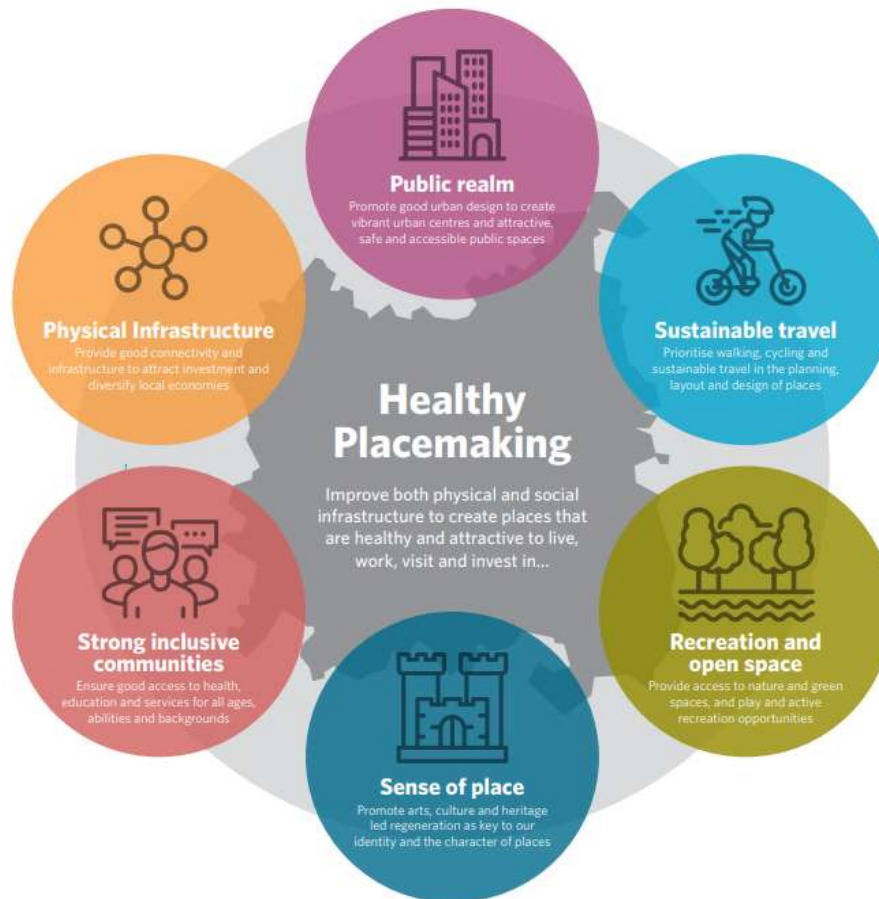 Public realm
Promote good urban design to create
vibrant urban centres and attractive,
safe and accessible public spaces
Physical Infrastructure
Provide good connectivity and
infrastructure to attract investment and
diversify local economies
Sustainable travel
Prioritise walking, cycling and
sustainable travel in the planning,
layout and design of places
Healthy
Placemaking
Improve both physical and social
infrastructure to create places that
are healthy and attractive to live,
work, visit and invest in...
Strong inclusive
communities
Ensure good access to health,
education and services for all ages,
abilities and backgrounds
Recreation and
open space
Provide access to nature and green
spaces, and play and active
recreation opportunities
Sense of place
Promote arts, culture and heritage
led regeneration as key to our
identity and the character of places